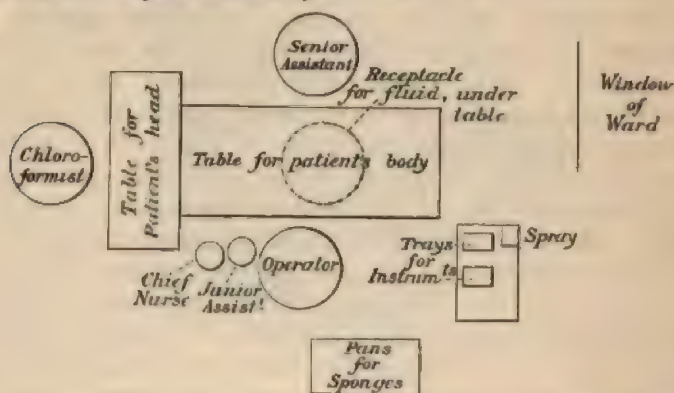 Senior
Assistant
Receptacle
for fluid, under
table
Window
of
Ward
Table for
Patient's head
Chloro-
formist
Table for patient's body
Chief
Nurse
Junior
Assist!
Operator
Trays
for
Instrum.ts
Spray
Pans
for
Sponges